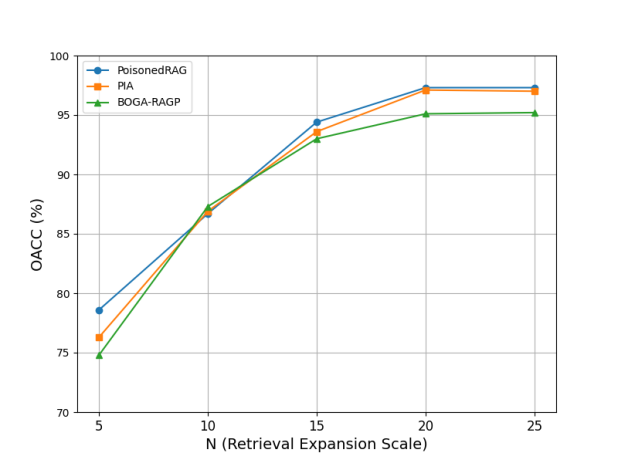 PoisonedRAG
PIA
BOGA-RAGP
100
95
90
85
80
75
70
OACC (%)
5 10 15 20 25
N (Retrieval Expansion Scale)